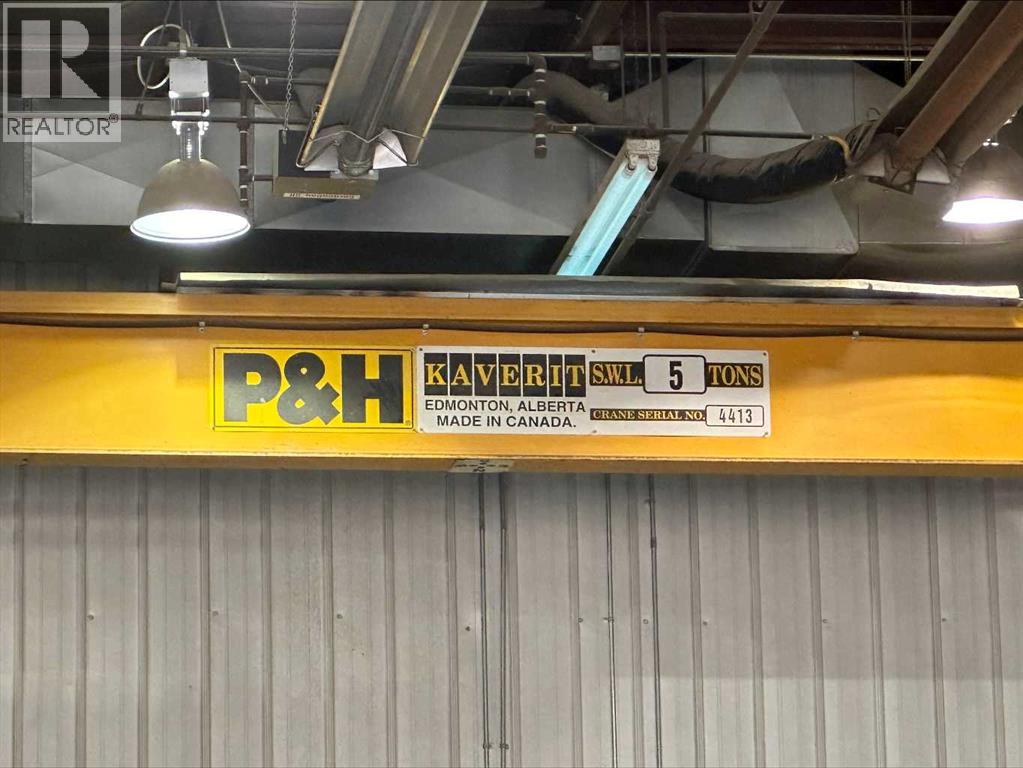 REALTOR®
P&H
KAVERIT S.W.L. 5 TONS
EDMONTON, ALBERTA
MADE IN CANADA.
CRANE SERIAL NO. 4413